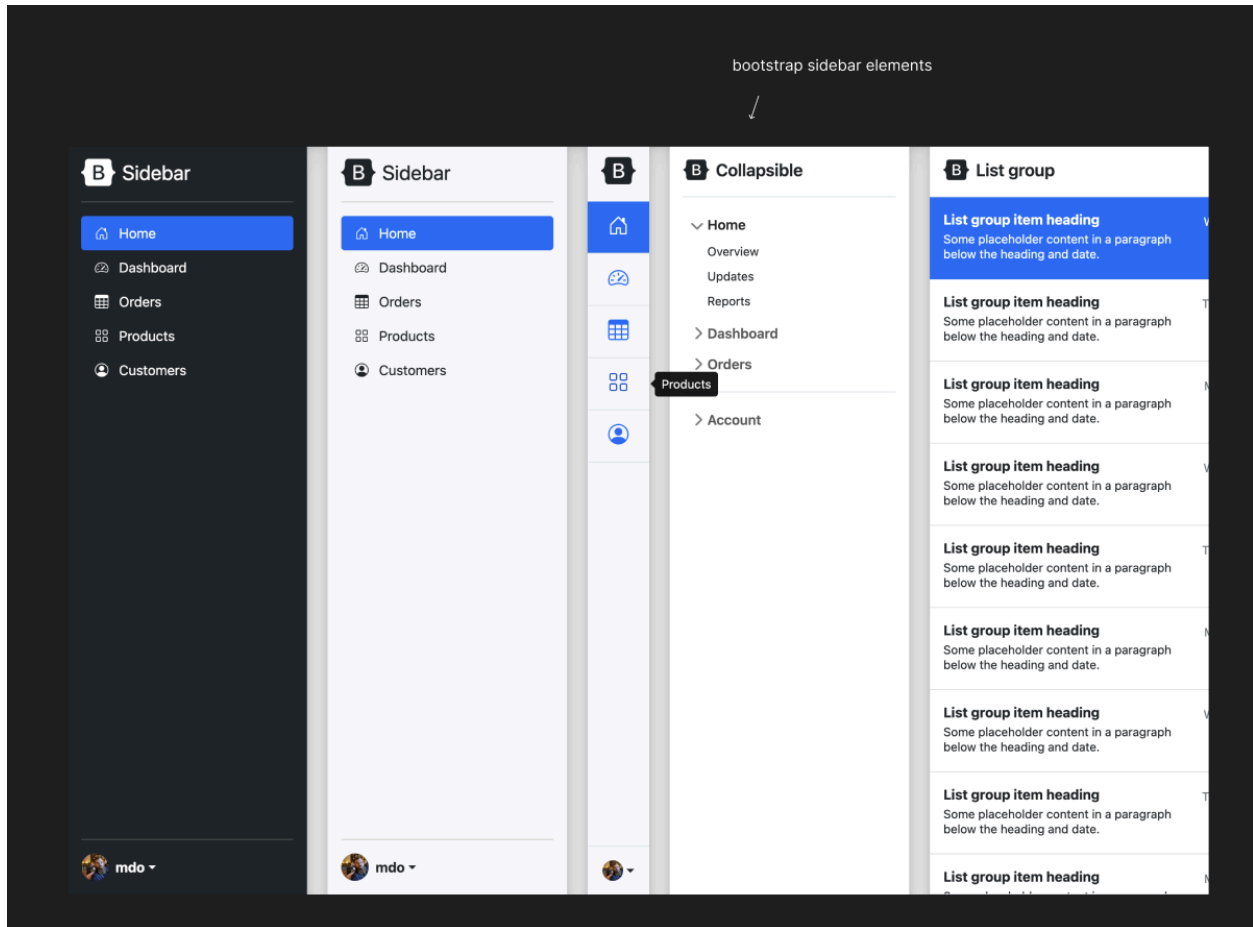 bootstrap sidebar elements
B Sidebar
Home
Dashboard
Orders
Products
Customers
mdo
B Sidebar
Home
Dashboard
Orders
Products
Customers
mdo
B
Products
B Collapsible
Home
Overview
Updates
Reports
Dashboard
Orders
Account
B List group
List group item heading
Some placeholder content in a paragraph
below the heading and date.
List group item heading
Some placeholder content in a paragraph
below the heading and date.
List group item heading
Some placeholder content in a paragraph
below the heading and date.
List group item heading
Some placeholder content in a paragraph
below the heading and date.
List group item heading
Some placeholder content in a paragraph
below the heading and date.
List group item heading
Some placeholder content in a paragraph
below the heading and date.
List group item heading
Some placeholder content in a paragraph
below the heading and date.
List group item heading
Some placeholder content in a paragraph
below the heading and date.
List group item heading